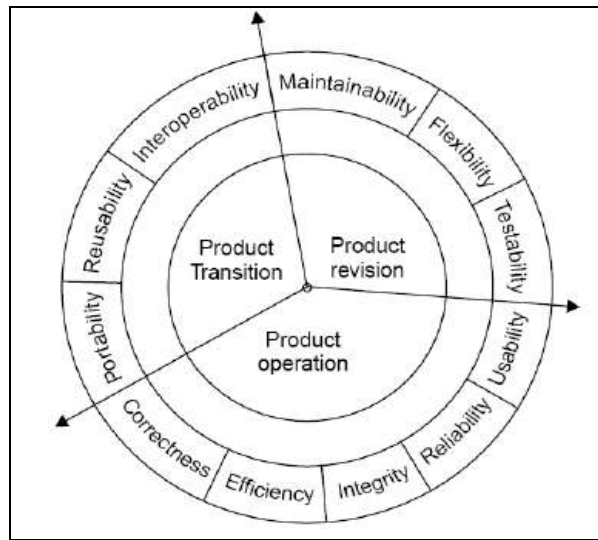 Interoperability
Maintainability
Flexibility
Testability
Usability
Reliability
Integrity
Efficiency
Correctness
Portability
Reusability
Product
Transition
Product
revision
Product
operation